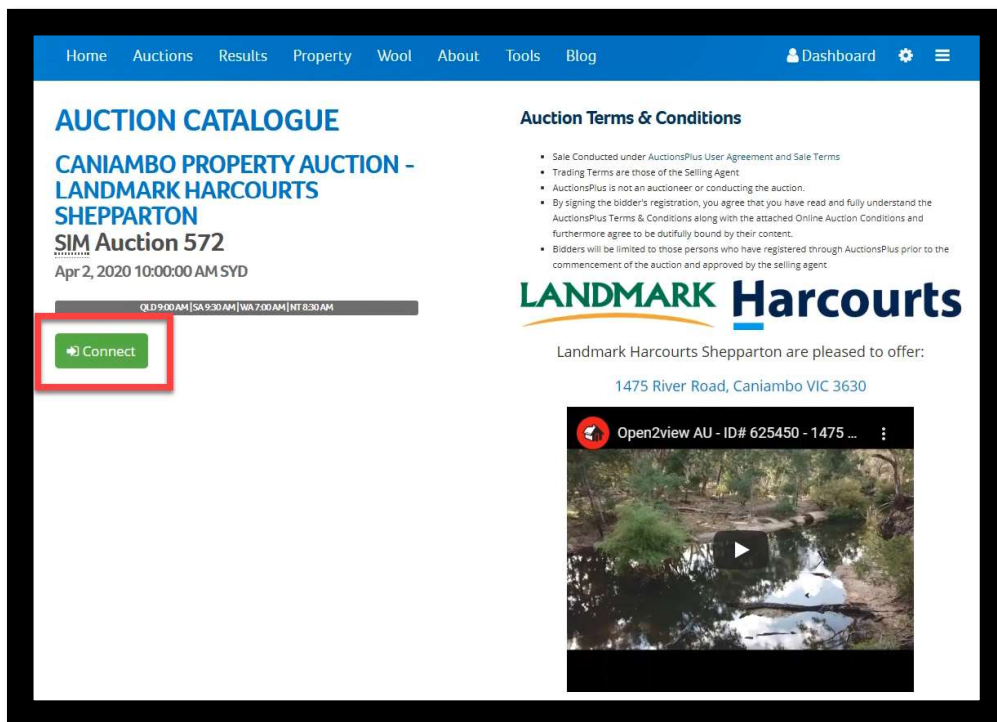 Home Auctions Results Property Wool About Tools Blog Dashboard
AUCTION CATALOGUE
CANIAMBO PROPERTY AUCTION -
LANDMARK HARCOURTS
SHEPPARTON
SIM Auction 572
Apr 2, 2020 10:00:00 AM SYD
QLD 9:00 AM | SA 9:30 AM | WA 7:00 AM | NT 8:30 AM
Connect
Auction Terms & Conditions
▪ Sale Conducted under AuctionsPlus User Agreement and Sale Terms
▪ Trading Terms are those of the Selling Agent
▪ AuctionsPlus is not an auctioneer or conducting the auction.
▪ By signing the bidder's registration, you agree that you have read and fully understand the
AuctionsPlus Terms & Conditions along with the attached Online Auction Conditions and
furthermore agree to be dutifully bound by their content.
▪ Bidders will be limited to those persons who have registered through AuctionsPlus prior to the
commencement of the auction and approved by the selling agent
LANDMARK Harcourts
Landmark Harcourts Shepparton are pleased to offer:
1475 River Road, Caniambo VIC 3630
Open2view AU - ID# 625450 - 1475 ...